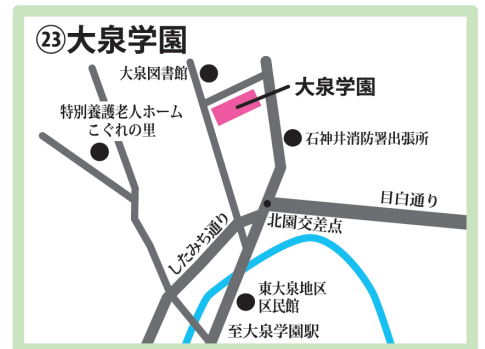 ㉓大泉学園
大泉図書館
大泉学園
特別養護老人ホーム
こぐれの里
石神井消防署出張所
目白通り
北園交差点
したみち通り
東大泉地区
区民館
至大泉学園駅